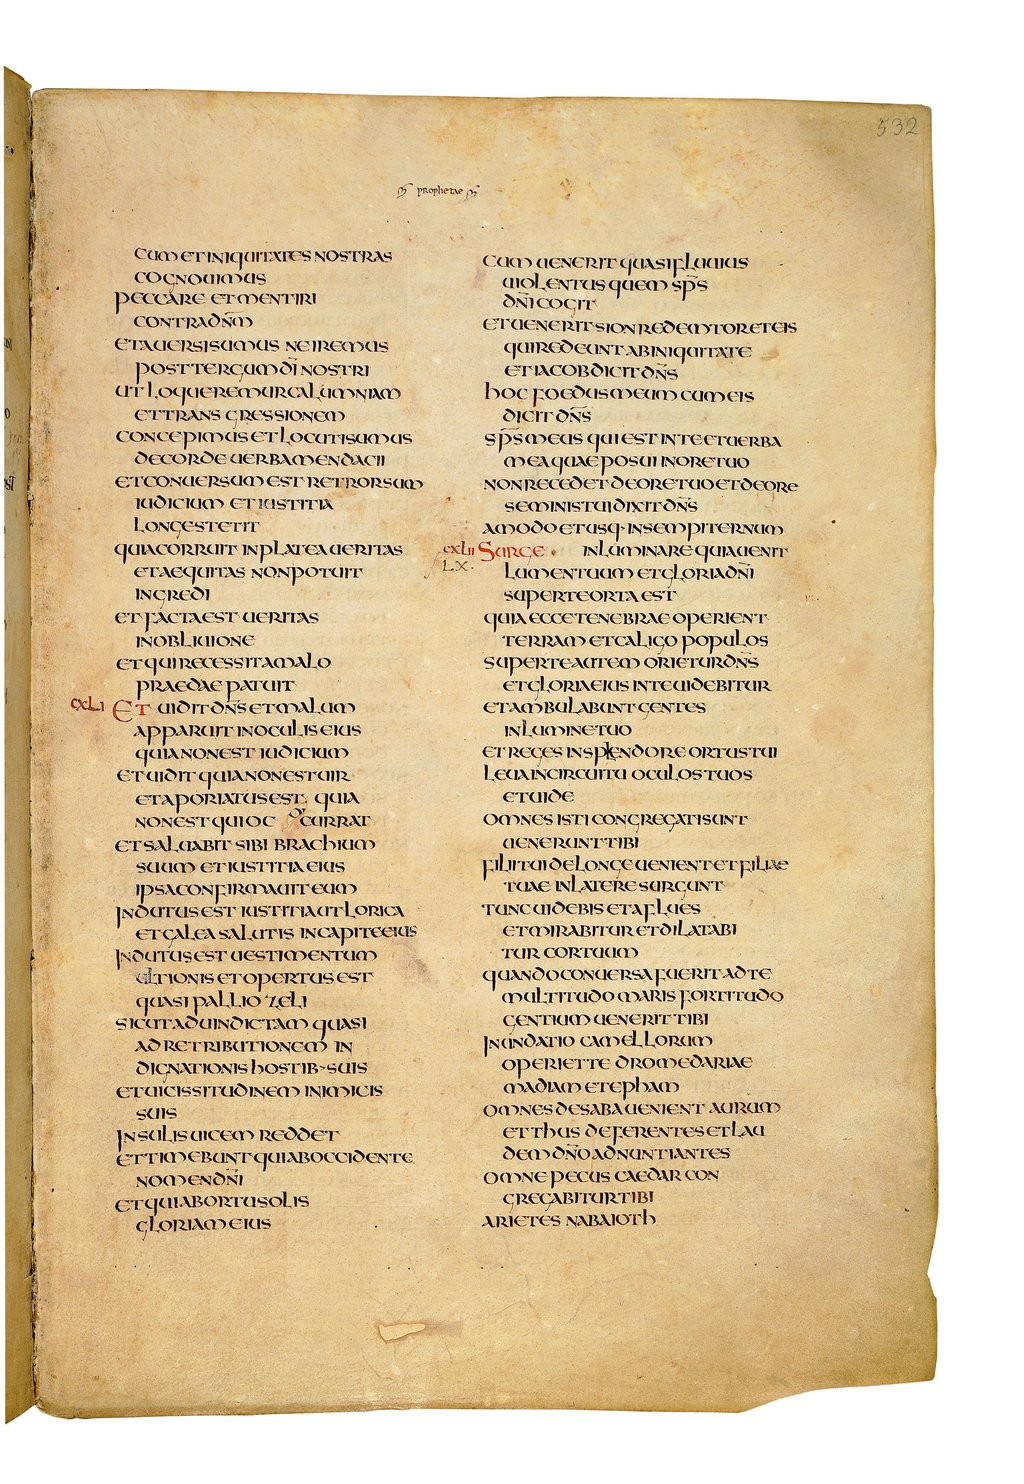 532
prophetae
CUM ET INIQUITATES NOSTRAS
COGNOUIMUS
PECCARE ET MENTIRI
CONTRA DN̄M
ET AUERSI SUMUS NE IREMUS
POST TERGUM DĪ NOSTRI
UT LOQUEREMUR CALUMNIAM
ET TRANSGRESSIONEM
CONCEPIMUS ET LOCUTI SUMUS
DE CORDE UERBA MENDACII
ET CONUERSUM EST RETRORSUM
IUDICIUM ET IUSTITIA
LONGE STETIT
QUIA CORRUIT IN PLATEA UERITAS
ET AEQUITAS NON POTUIT
INGREDI
ET FACTA EST UERITAS
IN OBLIUIONE
ET QUI RECESSIT A MALO
PRAEDAE PATUIT
CXLI ET UIDIT DN̄S ET MALUM
APPARUIT IN OCULIS EIUS
QUIA NON EST IUDICIUM
ET UIDIT QUIA NON EST UIR
ET APORIATUS EST QUIA
NON EST QUI OC CURRAT
ET SALUABIT SIBI BRACHIUM
SUUM ET IUSTITIA EIUS
IPSA CONFIRMAUIT EUM
INDUTUS EST IUSTITIA UT LORICA
ET GALEA SALUTIS IN CAPITE EIUS
INDUTUS EST UESTIMENTUM
ULTIONIS ET OPERTUS EST
QUASI PALLIO ZELI
SICUT AD UINDICTAM QUASI
AD RETRIBUTIONEM IN
DIGNATIONIS HOSTIB· SUIS
ET UICISSITUDINEM INIMICIS
SUIS
INSULIS UICEM REDDET
ET TIMEBUNT QUI AB OCCIDENTE
NOMEN DN̄I
ET QUI AB ORTU SOLIS
GLORIAM EIUS
CUM UENERIT QUASI FLUUIUS
UIOLENTUS QUEM SP̄S
DN̄I COGIT
ET UENERIT SION REDEMTOR ET EIS
QUI REDEUNT AB INIQUITATE
ET IACOB DICIT DN̄S
HOC FOEDUS MEUM CUM EIS
DICIT DN̄S
SP̄S MEUS QUI EST IN TE ET UERBA
MEA QUAE POSUI IN ORE TUO
NON RECEDET DE ORE TUO ET DE ORE
SEMINIS TUI DIXIT DN̄S
AMODO ET USQ· IN SEMPITERNUM
CXLII SURGE INLUMINARE QUIA UENIT
LX· LUMEN TUUM ET GLORIA DN̄I
SUPER TE ORTA EST
QUIA ECCE TENEBRAE OPERIENT
TERRAM ET CALIGO POPULOS
SUPER TE AUTEM ORIETUR DN̄S
ET GLORIA EIUS IN TE UIDEBITUR
ET AMBULABUNT GENTES
IN LUMINE TUO
ET REGES IN SPLENDORE ORTUS TUI
LEUA IN CIRCUITU OCULOS TUOS
ET UIDE
OMNES ISTI CONGREGATI SUNT
UENERUNT TIBI
FILII TUI DE LONGE UENIENT ET FILIAE
TUAE IN LATERE SURGUNT
TUNC UIDEBIS ET AFLUES
ET MIRABITUR ET DILATABI
TUR COR TUUM
QUANDO CONUERSA FUERIT AD TE
MULTITUDO MARIS FORTITUDO
GENTIUM UENERIT TIBI
INUNDATIO CAMELLORUM
OPERIET TE DROMEDARIAE
MADIAM ET EPHAM
OMNES DE SABA UENIENT AURUM
ET THUS DEFERENTES ET LAU
DEM DN̄O ADNUNTIANTES
OMNE PECUS CAEDAR CON
GREGABITUR TIBI
ARIETES NABAIOTH